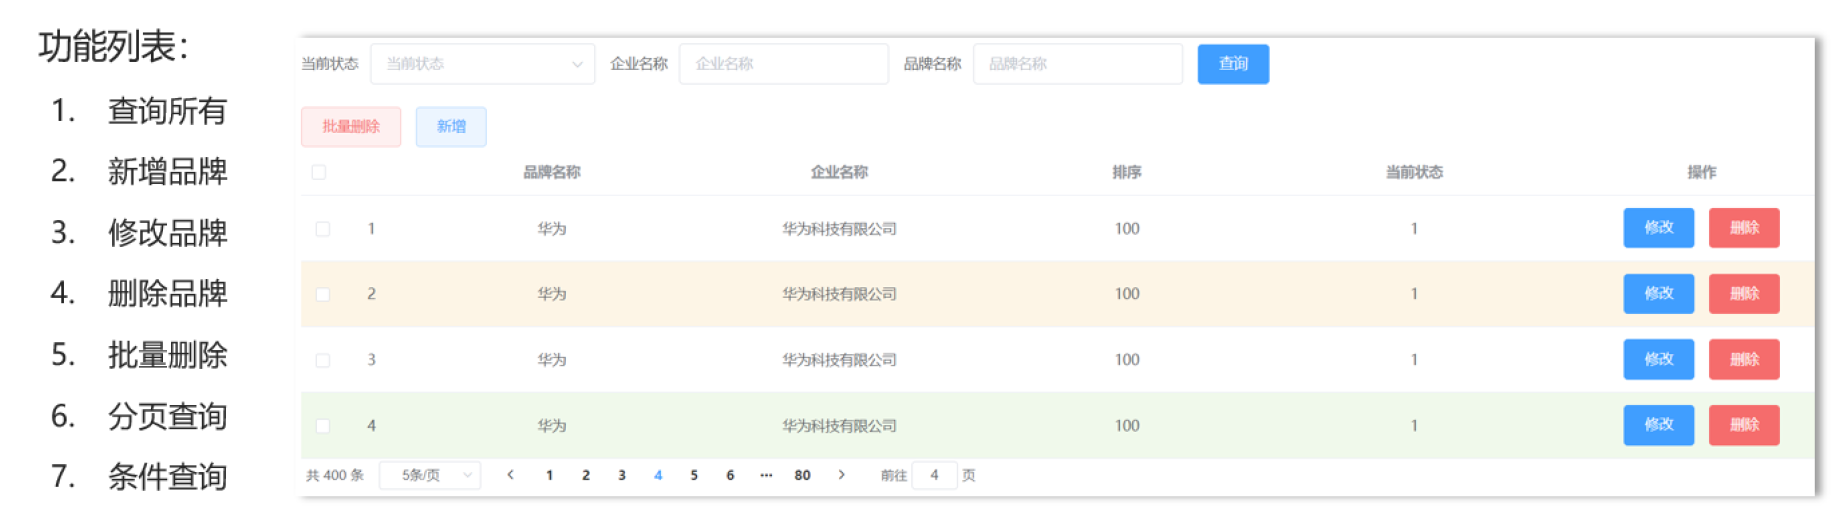 功能列表：
1. 查询所有
2. 新增品牌
3. 修改品牌
4. 删除品牌
5. 批量删除
6. 分页查询
7. 条件查询
当前状态 当前状态 企业名称 企业名称 品牌名称 品牌名称 查询
批量删除 新增
品牌名称 企业名称 排序 当前状态 操作
1 华为 华为科技有限公司 100 1 修改 删除
2 华为 华为科技有限公司 100 1 修改 删除
3 华为 华为科技有限公司 100 1 修改 删除
4 华为 华为科技有限公司 100 1 修改 删除
共 400 条 5条/页 < 1 2 3 4 5 6 ··· 80 > 前往 4 页